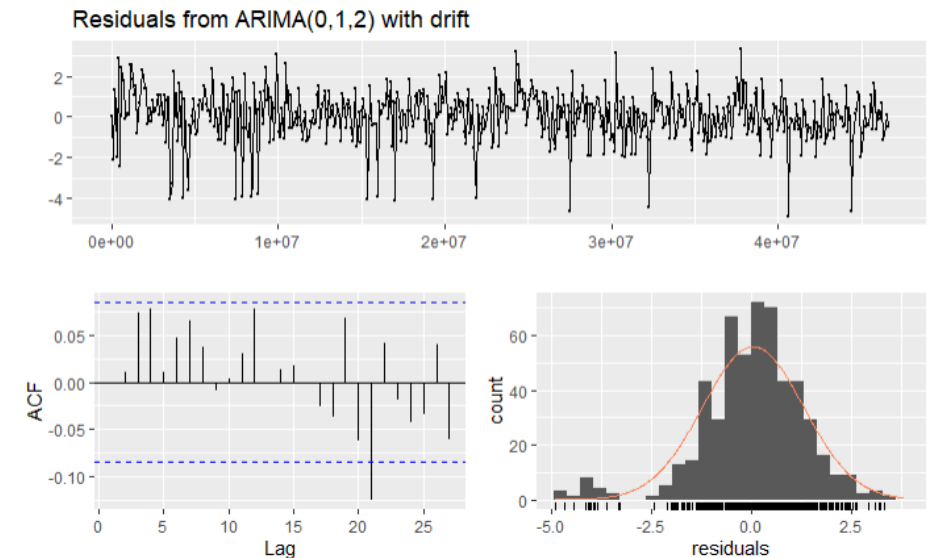 Residuals from ARIMA(0,1,2) with drift
2
0
-2
-4
0e+00 1e+07 2e+07 3e+07 4e+07
ACF
0.05
0.00
-0.05
-0.10
0 5 10 15 20 25
Lag
count
60
40
20
0
-5.0 -2.5 0.0 2.5
residuals